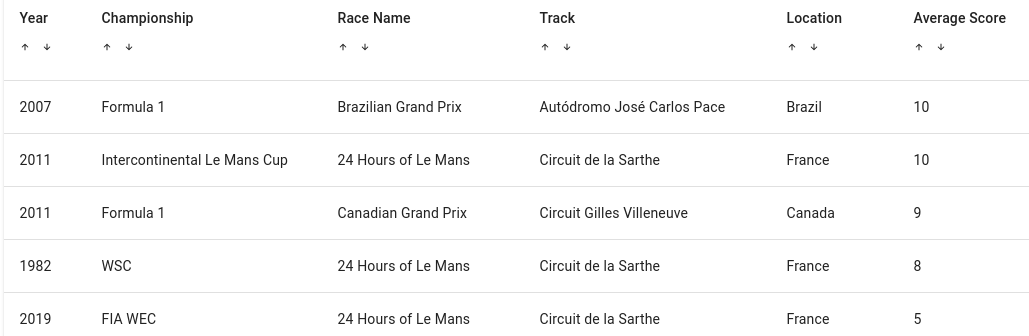 Year Championship Race Name Track Location Average Score
↑ ↓ ↑ ↓ ↑ ↓ ↑ ↓ ↑ ↓ ↑ ↓
2007 Formula 1 Brazilian Grand Prix Autódromo José Carlos Pace Brazil 10
2011 Intercontinental Le Mans Cup 24 Hours of Le Mans Circuit de la Sarthe France 10
2011 Formula 1 Canadian Grand Prix Circuit Gilles Villeneuve Canada 9
1982 WSC 24 Hours of Le Mans Circuit de la Sarthe France 8
2019 FIA WEC 24 Hours of Le Mans Circuit de la Sarthe France 5